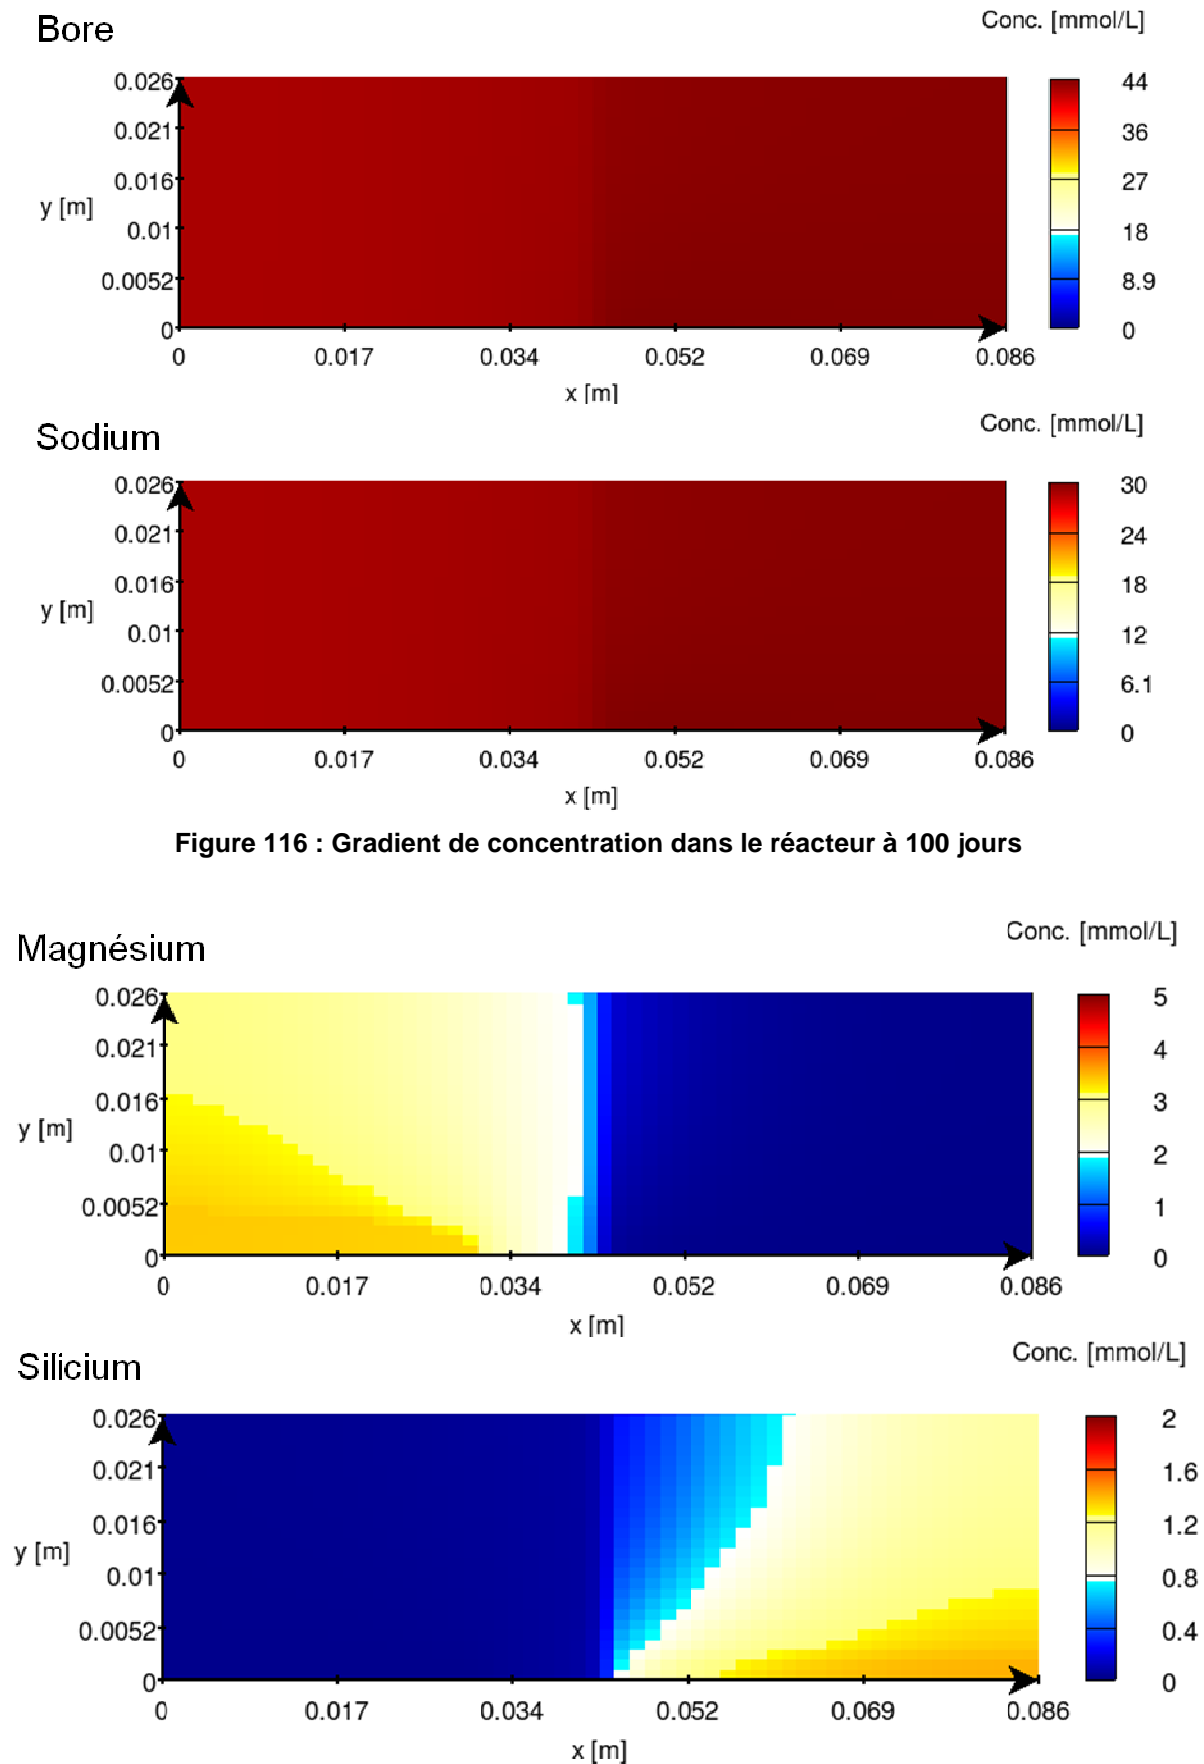 Bore
Conc. [mmol/L]
0.026
0.021
0.016
y [m]
0.01
0.0052
0
0 0.017 0.034 0.052 0.069 0.086
x [m]
44
36
27
18
8.9
0
Sodium
Conc. [mmol/L]
0.026
0.021
0.016
y [m]
0.01
0.0052
0
0 0.017 0.034 0.052 0.069 0.086
x [m]
30
24
18
12
6.1
0
Figure 116 : Gradient de concentration dans le réacteur à 100 jours
Magnésium
Conc. [mmol/L]
0.026
0.021
0.016
y [m]
0.01
0.0052
0
0 0.017 0.034 0.052 0.069 0.086
x [m]
5
4
3
2
1
0
Silicium
Conc. [mmol/L]
0.026
0.021
0.016
y [m]
0.01
0.0052
0
0 0.017 0.034 0.052 0.069 0.086
x [m]
2
1.6
1.2
0.8
0.4
0